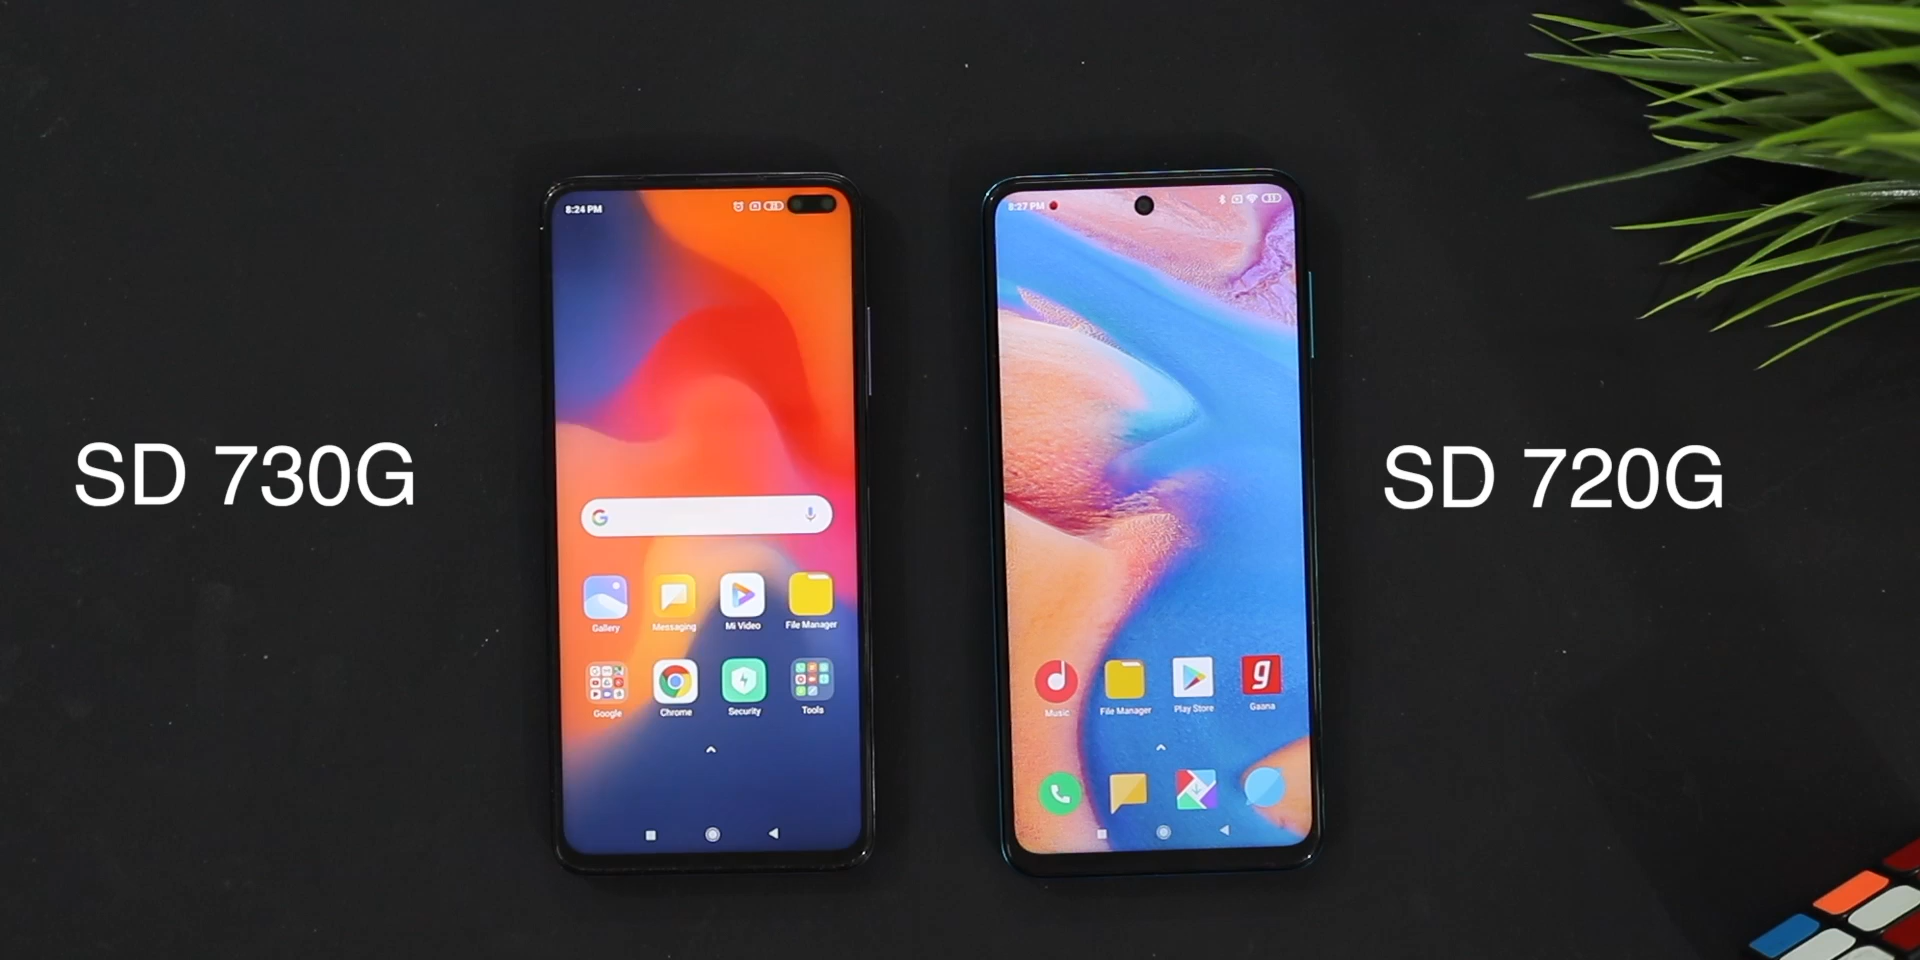 SD 730G
8:24 PM
Gallery
Messaging
Mi Video
File Manager
Google
Chrome
Security
Tools
8:27 PM
Music
File Manager
Play Store
Gaana
SD 720G